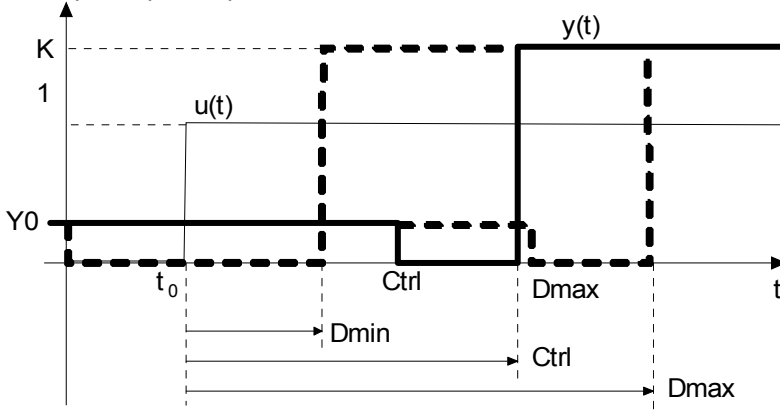 K
y(t)
1
u(t)
Y0
t0
Ctrl
Dmax
t
Dmin
Ctrl
Dmax